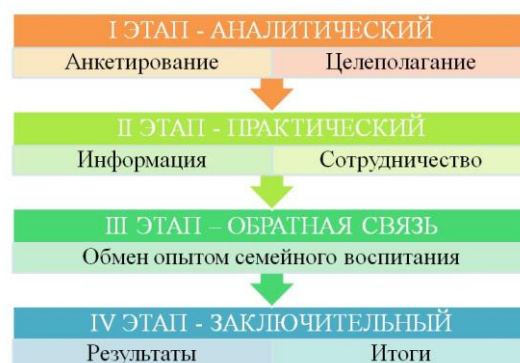 I ЭТАП - АНАЛИТИЧЕСКИЙ
Анкетирование Целеполагание
II ЭТАП - ПРАКТИЧЕСКИЙ
Информация Сотрудничество
III ЭТАП – ОБРАТНАЯ СВЯЗЬ
Обмен опытом семейного воспитания
IV ЭТАП - ЗАКЛЮЧИТЕЛЬНЫЙ
Результаты Итоги